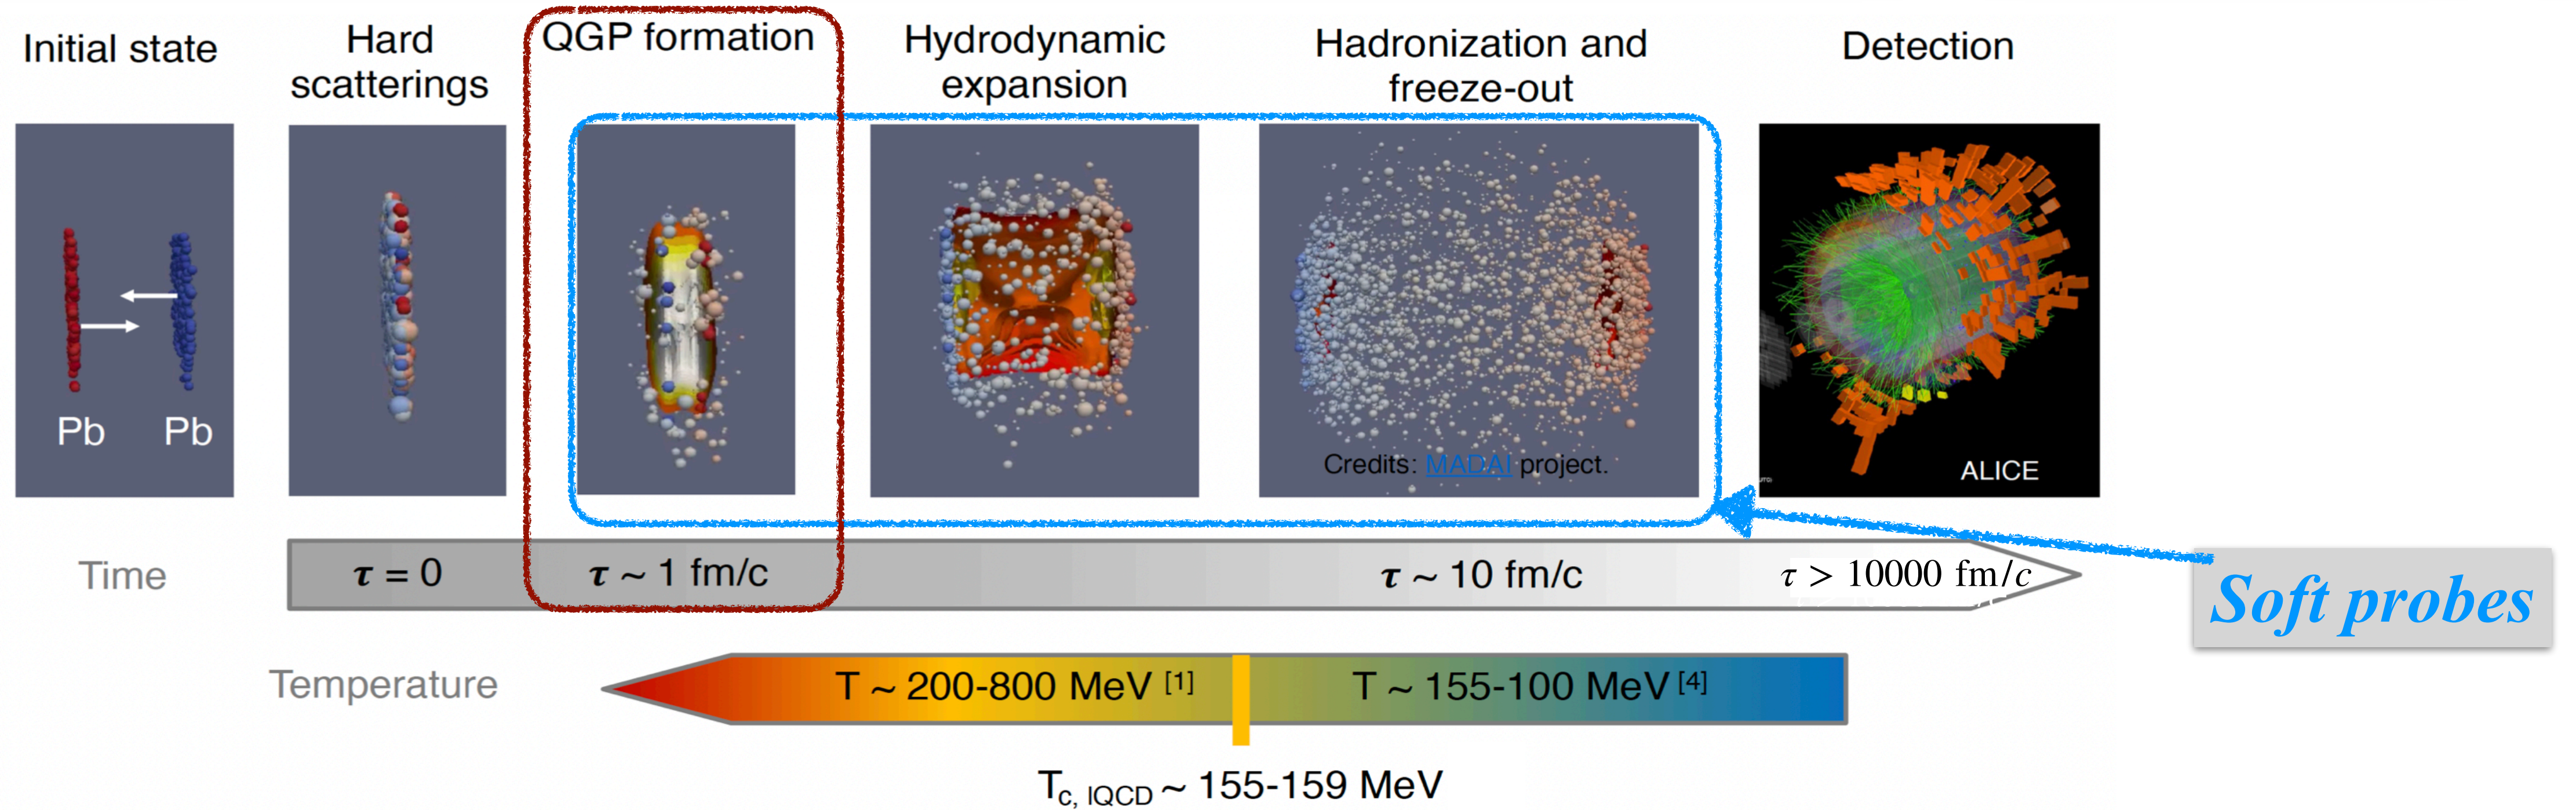 Initial state
Hard
scatterings
QGP formation
Hydrodynamic
expansion
Hadronization and
freeze-out
Detection
Pb
Pb
Credits: MADAI project.
ALICE
Time
τ = 0
τ ~ 1 fm/c
τ ~ 10 fm/c
τ > 10000 fm/c
Soft probes
Temperature
T ~ 200-800 MeV [1]
T ~ 155-100 MeV [4]
Tc, lQCD ~ 155-159 MeV